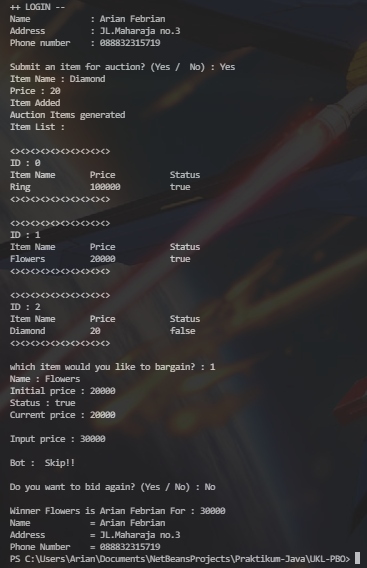 ++ LOGIN --
Name : Arian Febrian
Address : JL.Maharaja no.3
Phone number : 088832315719
Submit an item for auction? (Yes / No) : Yes
Item Name : Diamond
Price : 20
Item Added
Auction Items generated
Item List :
<><><><><><><><><>
ID : 0
Item Name Price Status
Ring 100000 true
<><><><><><><><><>
<><><><><><><><><>
ID : 1
Item Name Price Status
Flowers 20000 true
<><><><><><><><><>
<><><><><><><><><>
ID : 2
Item Name Price Status
Diamond 20 false
<><><><><><><><><>
which item would you like to bargain? : 1
Name : Flowers
Initial price : 20000
Status : true
Current price : 20000
Input price : 30000
Bot : Skip!!
Do you want to bid again? (Yes / No) : No
Winner Flowers is Arian Febrian For : 30000
Name = Arian Febrian
Address = JL.Maharaja no.3
Phone Number = 088832315719
PS C:\Users\Arian\Documents\NetBeansProjects\Praktikum-Java\UKL-PBO>